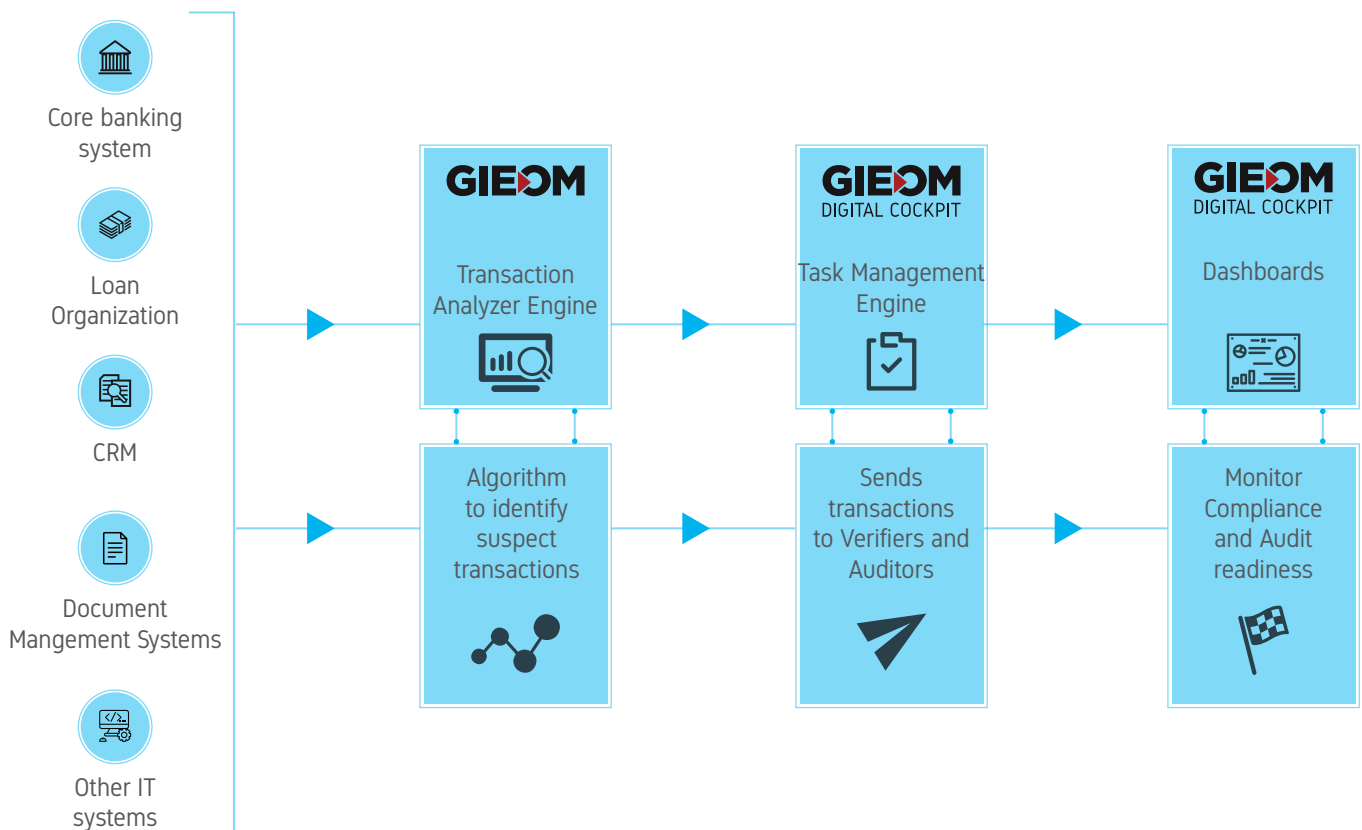 Core banking
system
Loan
Organization
CRM
Document
Mangement Systems
Other IT
systems
GIEOM
Transaction
Analyzer Engine
GIEOM
DIGITAL COCKPIT
Task Management
Engine
GIEOM
DIGITAL COCKPIT
Dashboards
Algorithm
to identify
suspect
transactions
Sends
transactions
to Verifiers and
Auditors
Monitor
Compliance
and Audit
readiness